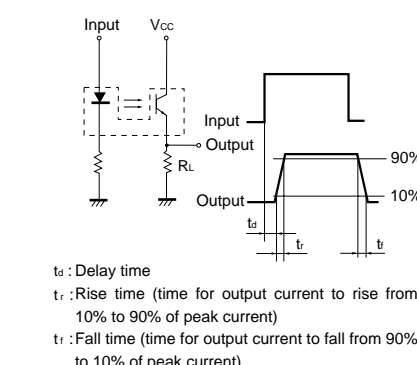 Input Vcc
Output
RL
Input
90%
Output
10%
td
tr
tf
td : Delay time
tr : Rise time (time for output current to rise from
10% to 90% of peak current)
tf : Fall time (time for output current to fall from 90%
to 10% of peak current)